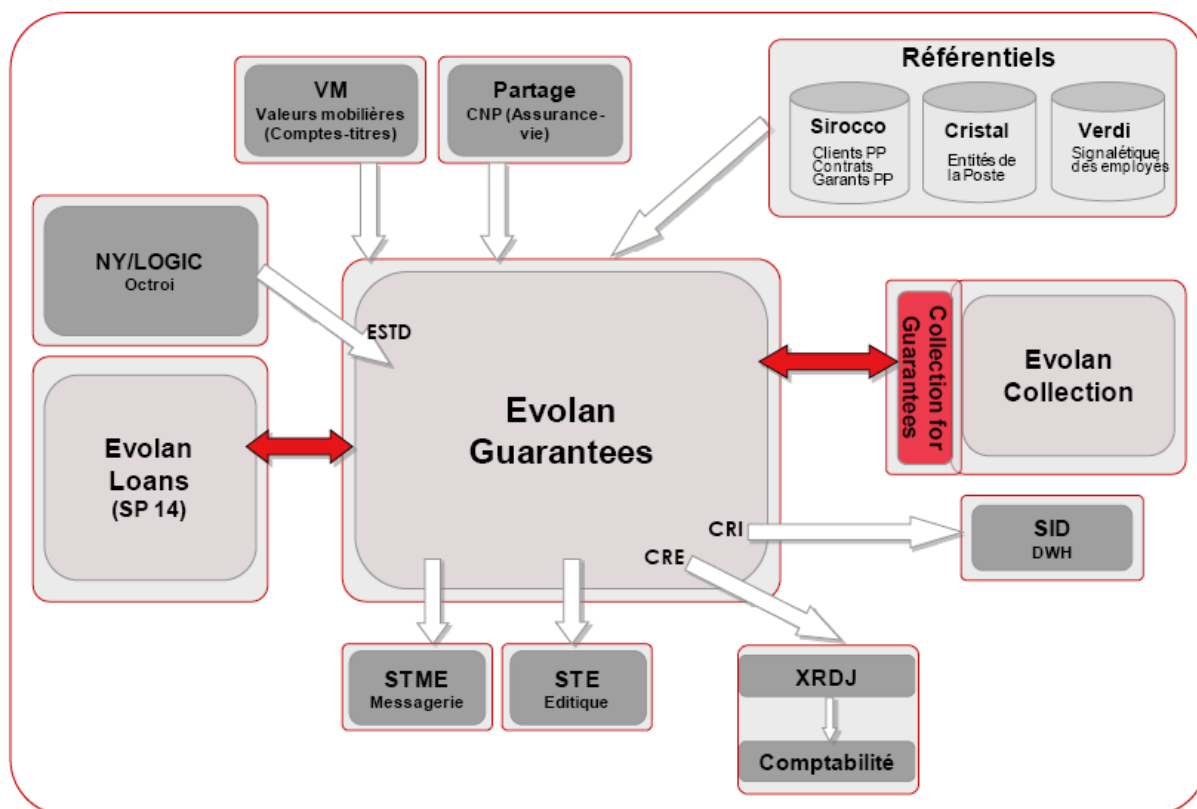 VM
Valeurs mobilières
(Comptes-titres)
Partage
CNP (Assurance-
vie)
Référentiels
Sirocco
Clients PP
Contrats
Garants PP
Cristal
Entités de
la Poste
Verdi
Signalétique
des employés
NY/LOGIC
Octroi
ESTD
Evolan
Guarantees
Collection for
Guarantees
Evolan
Collection
Evolan
Loans
(SP 14)
CRI
CRE
SID
DWH
STME
Messagerie
STE
Editique
XRDJ
Comptabilité